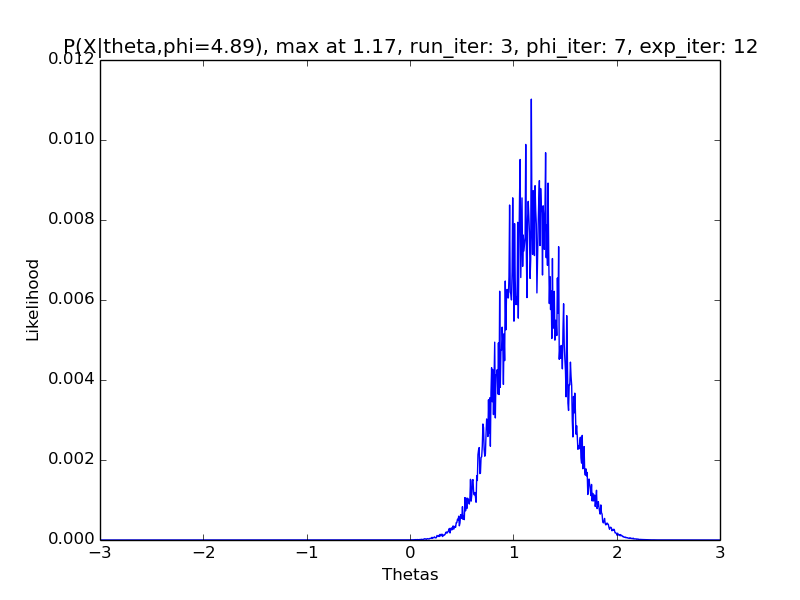 P(X|theta,phi=4.89), max at 1.17, run_iter: 3, phi_iter: 7, exp_iter: 12
0.012
0.010
0.008
0.006
0.004
0.002
0.000
Likelihood
−3 −2 −1 0 1 2 3
Thetas